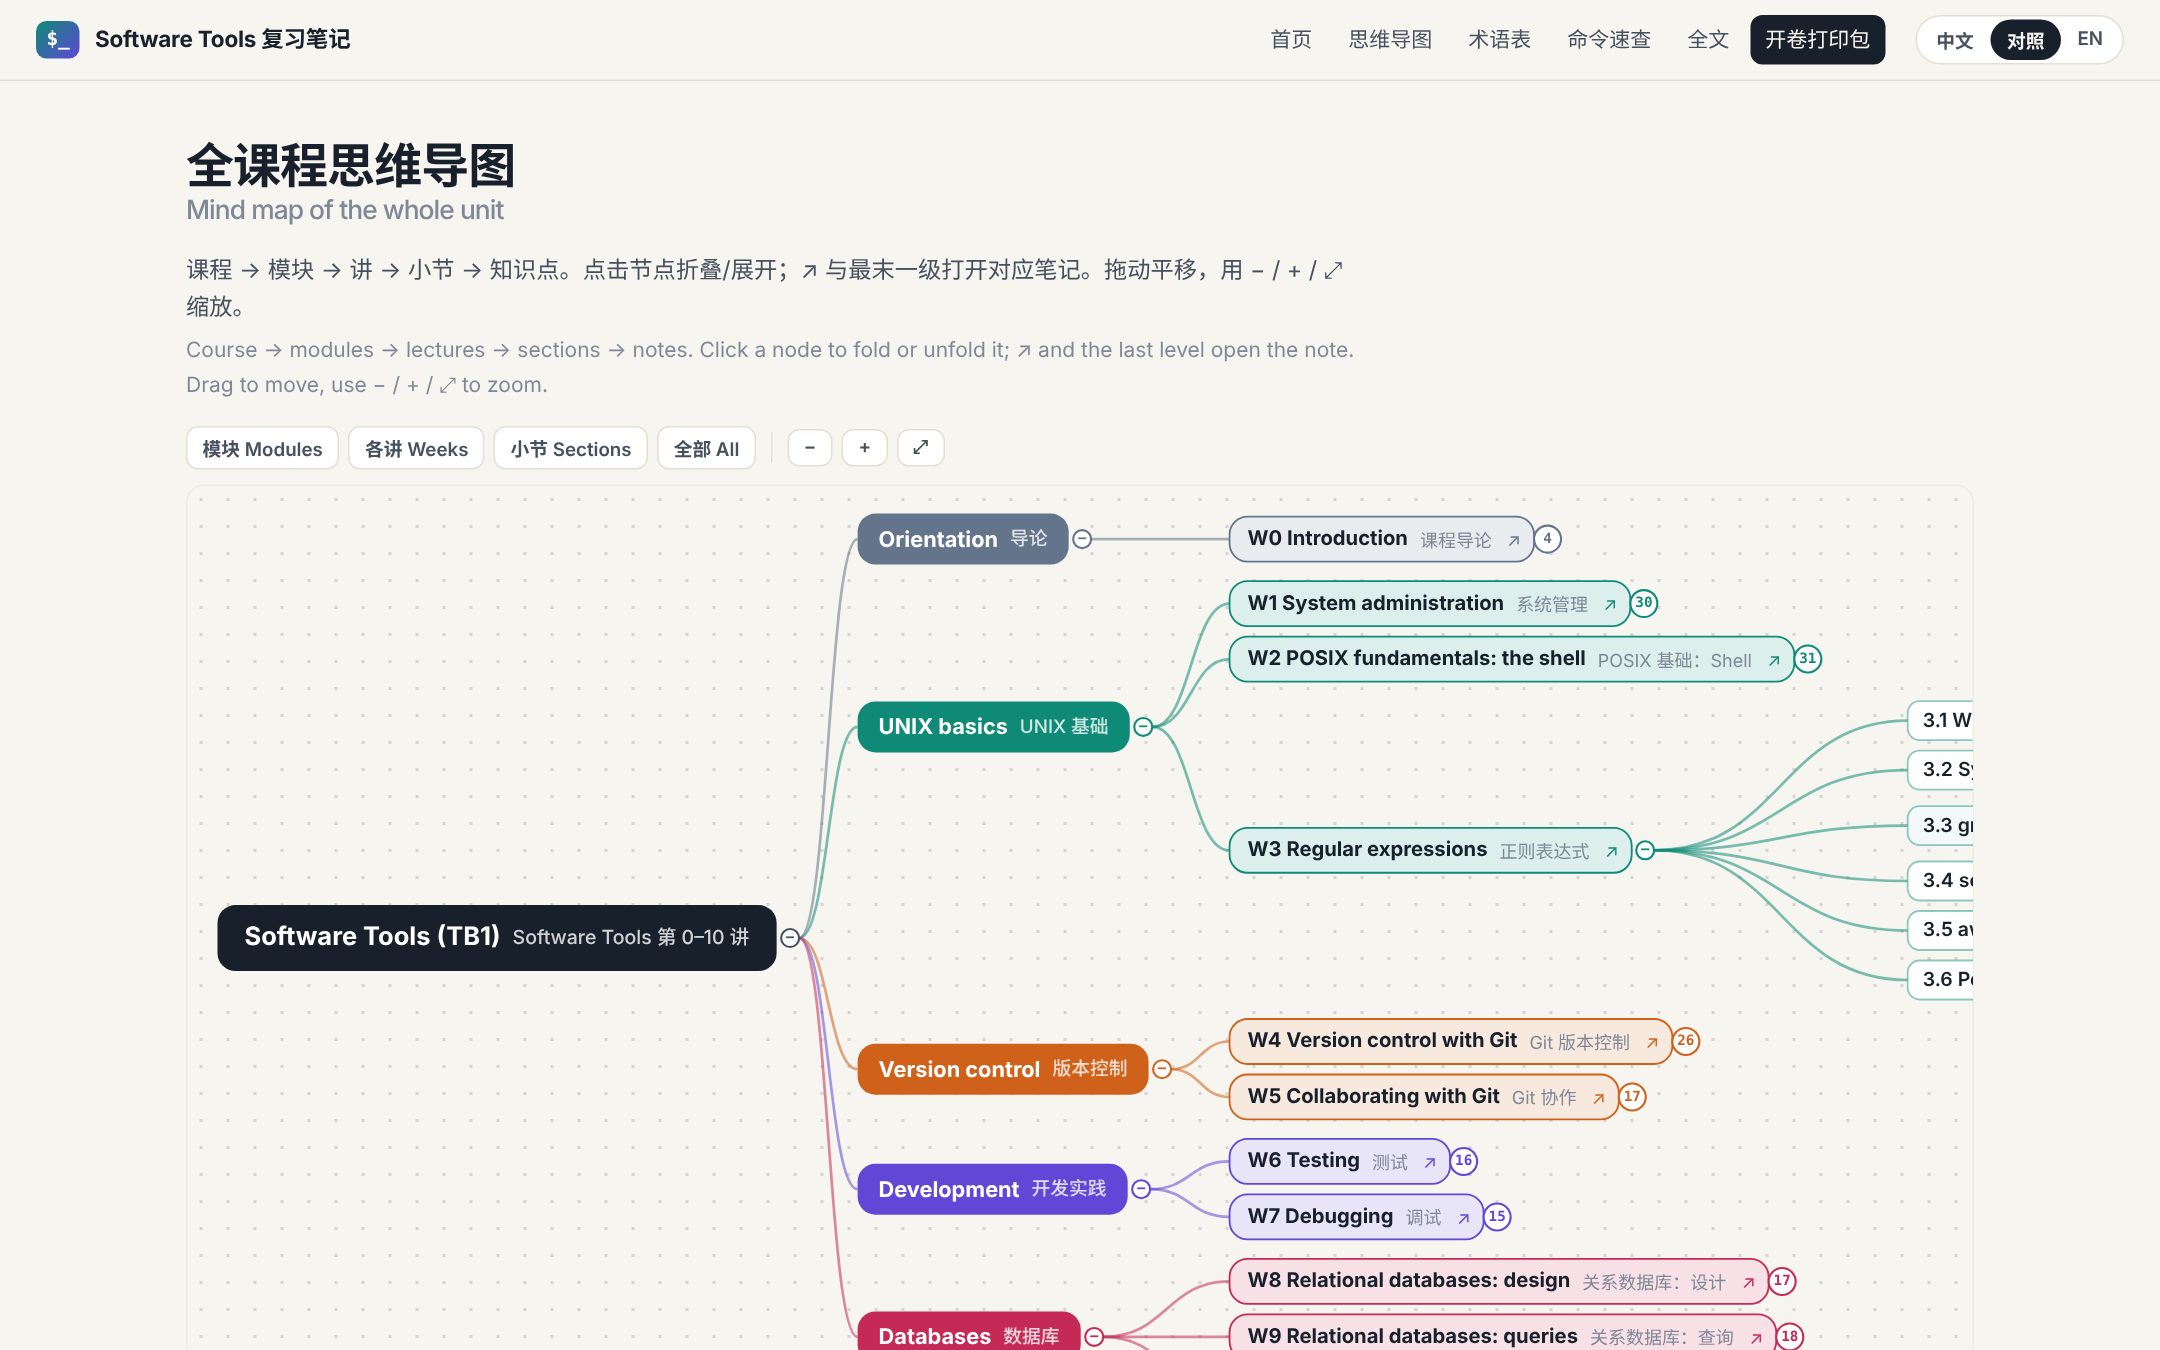 $_ Software Tools 复习笔记
首页 思维导图 术语表 命令速查 全文 开卷打印包 中文 对照 EN
全课程思维导图
Mind map of the whole unit
课程 → 模块 → 讲 → 小节 → 知识点。点击节点折叠/展开；↗ 与最末一级打开对应笔记。拖动平移，用 − / + / ⤢
缩放。
Course → modules → lectures → sections → notes. Click a node to fold or unfold it; ↗ and the last level open the note.
Drag to move, use − / + / ⤢ to zoom.
模块 Modules 各讲 Weeks 小节 Sections 全部 All − + ⤢
Orientation 导论 −
W0 Introduction 课程导论 ↗ 4
W1 System administration 系统管理 ↗ 30
W2 POSIX fundamentals: the shell POSIX 基础：Shell ↗ 31
UNIX basics UNIX 基础 −
W3 Regular expressions 正则表达式 ↗ −
3.1 W
3.2 Sy
3.3 gr
3.4 se
3.5 aw
3.6 Pe
Software Tools (TB1) Software Tools 第 0–10 讲 −
Version control 版本控制 −
W4 Version control with Git Git 版本控制 ↗ 26
W5 Collaborating with Git Git 协作 ↗ 17
Development 开发实践 −
W6 Testing 测试 ↗ 16
W7 Debugging 调试 ↗ 15
Databases 数据库 −
W8 Relational databases: design 关系数据库：设计 ↗ 17
W9 Relational databases: queries 关系数据库：查询 ↗ 18